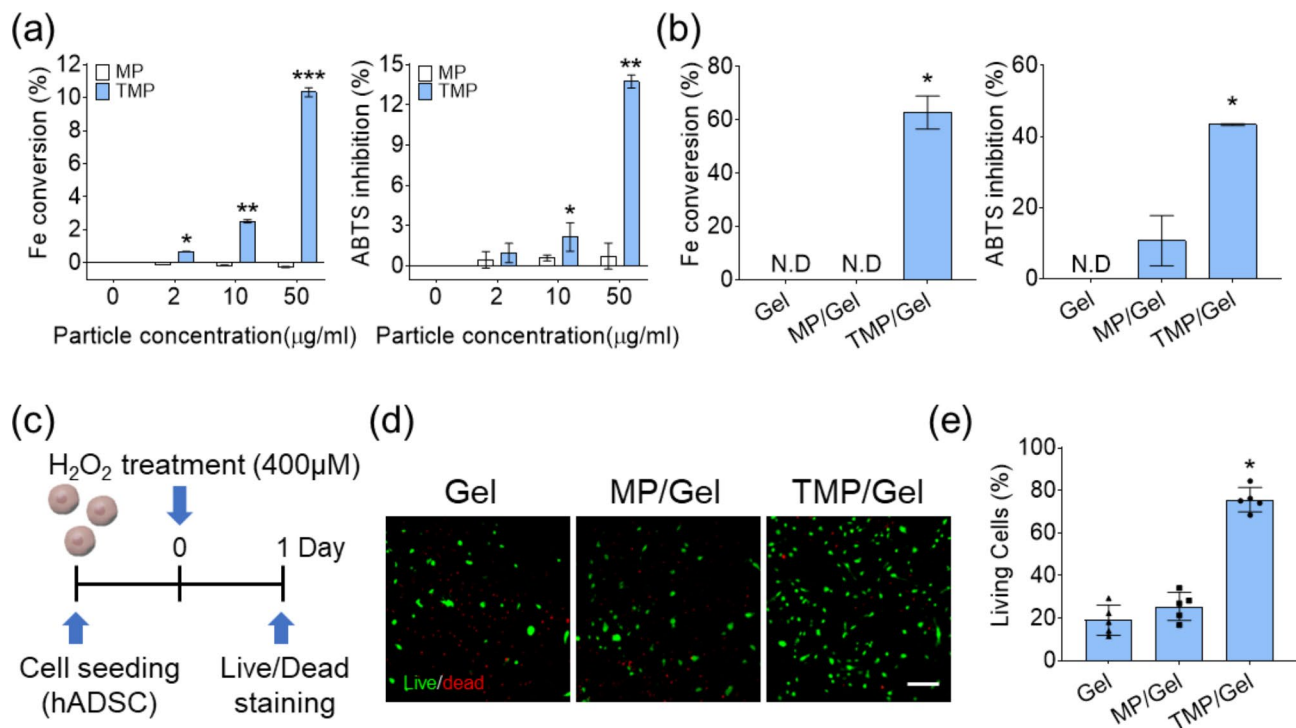 (a)
Fe conversion (%)
12
10
8
6
4
2
0
MP
TMP
*
**
***
0 2 10 50
Particle concentration(μg/ml)
ABTS inhibition (%)
15
12
9
6
3
0
MP
TMP
*
**
0 2 10 50
Particle concentration(μg/ml)
(b)
Fe converesion (%)
80
60
40
20
0
N.D
N.D
*
Gel
MP/Gel
TMP/Gel
ABTS inhibition (%)
60
40
20
0
N.D
*
Gel
MP/Gel
TMP/Gel
(c)
H₂O₂ treatment (400μM)
0 1 Day
Cell seeding
(hADSC)
Live/Dead
staining
(d)
Gel
MP/Gel
TMP/Gel
Live/dead
(e)
Living Cells (%)
100
80
60
40
20
0
*
Gel
MP/Gel
TMP/Gel